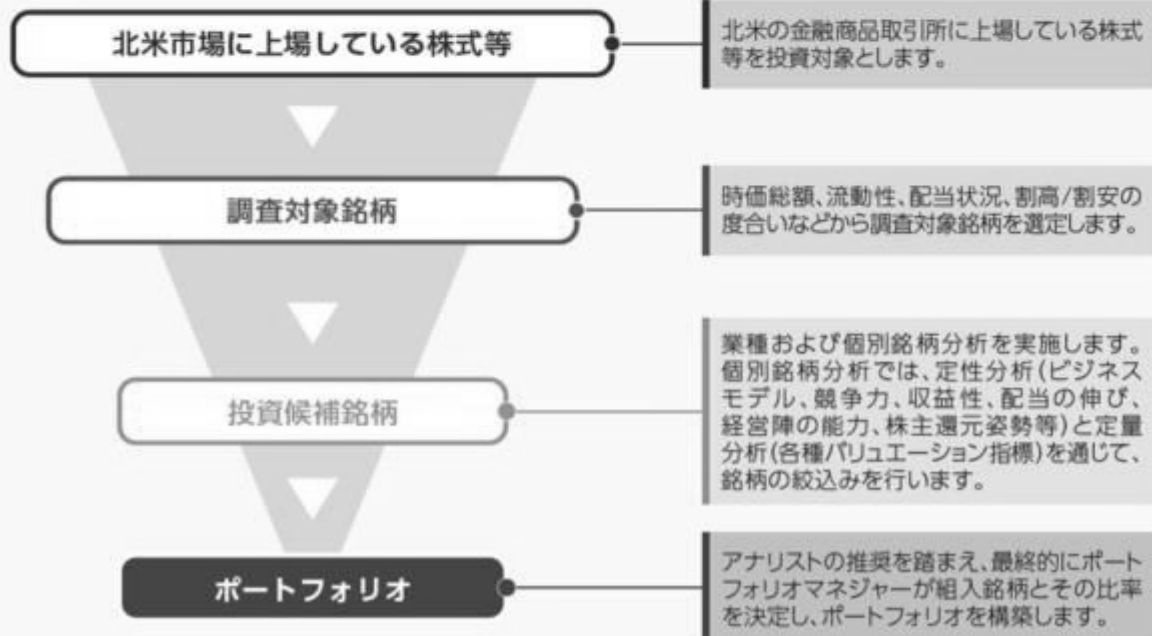 北米市場に上場している株式等
北米の金融商品取引所に上場している株式
等を投資対象とします。
調査対象銘柄
時価総額、流動性、配当状況、割高/割安の
度合いなどから調査対象銘柄を選定します。
投資候補銘柄
業種および個別銘柄分析を実施します。
個別銘柄分析では、定性分析(ビジネス
モデル、競争力、収益性、配当の伸び、
経営陣の能力、株主還元姿勢等)と定量
分析(各種バリュエーション指標)を通じて、
銘柄の絞込みを行います。
ポートフォリオ
アナリストの推奨を踏まえ、最終的にポート
フォリオマネジャーが組入銘柄とその比率
を決定し、ポートフォリオを構築します。